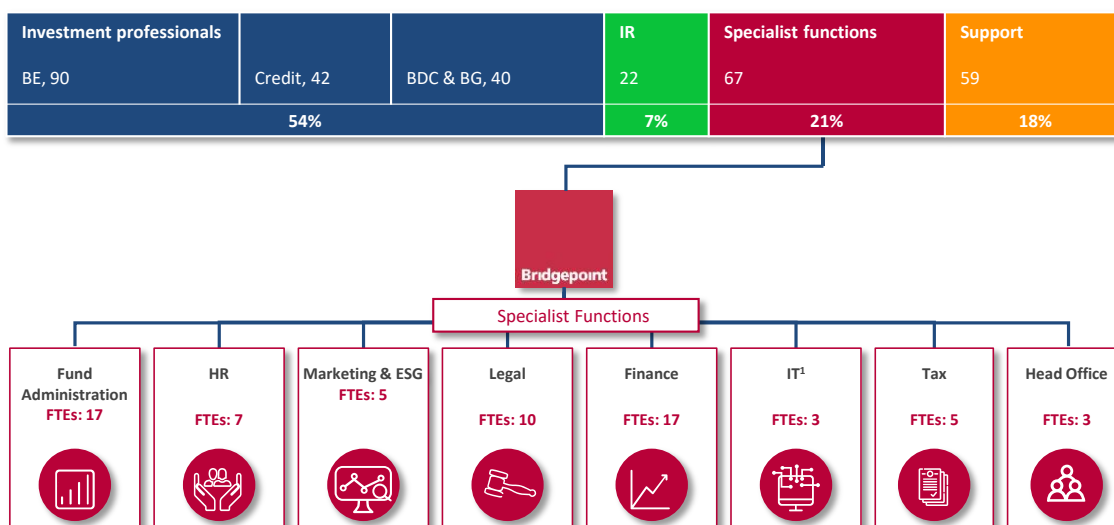 Investment professionals
IR
Specialist functions
Support
BE, 90
Credit, 42
BDC & BG, 40
22
67
59
54%
7%
21%
18%
Bridgepoint
Specialist Functions
Fund
Administration
FTEs: 17
HR
FTEs: 7
Marketing & ESG
FTEs: 5
Legal
FTEs: 10
Finance
FTEs: 17
IT¹
FTEs: 3
Tax
FTEs: 5
Head Office
FTEs: 3